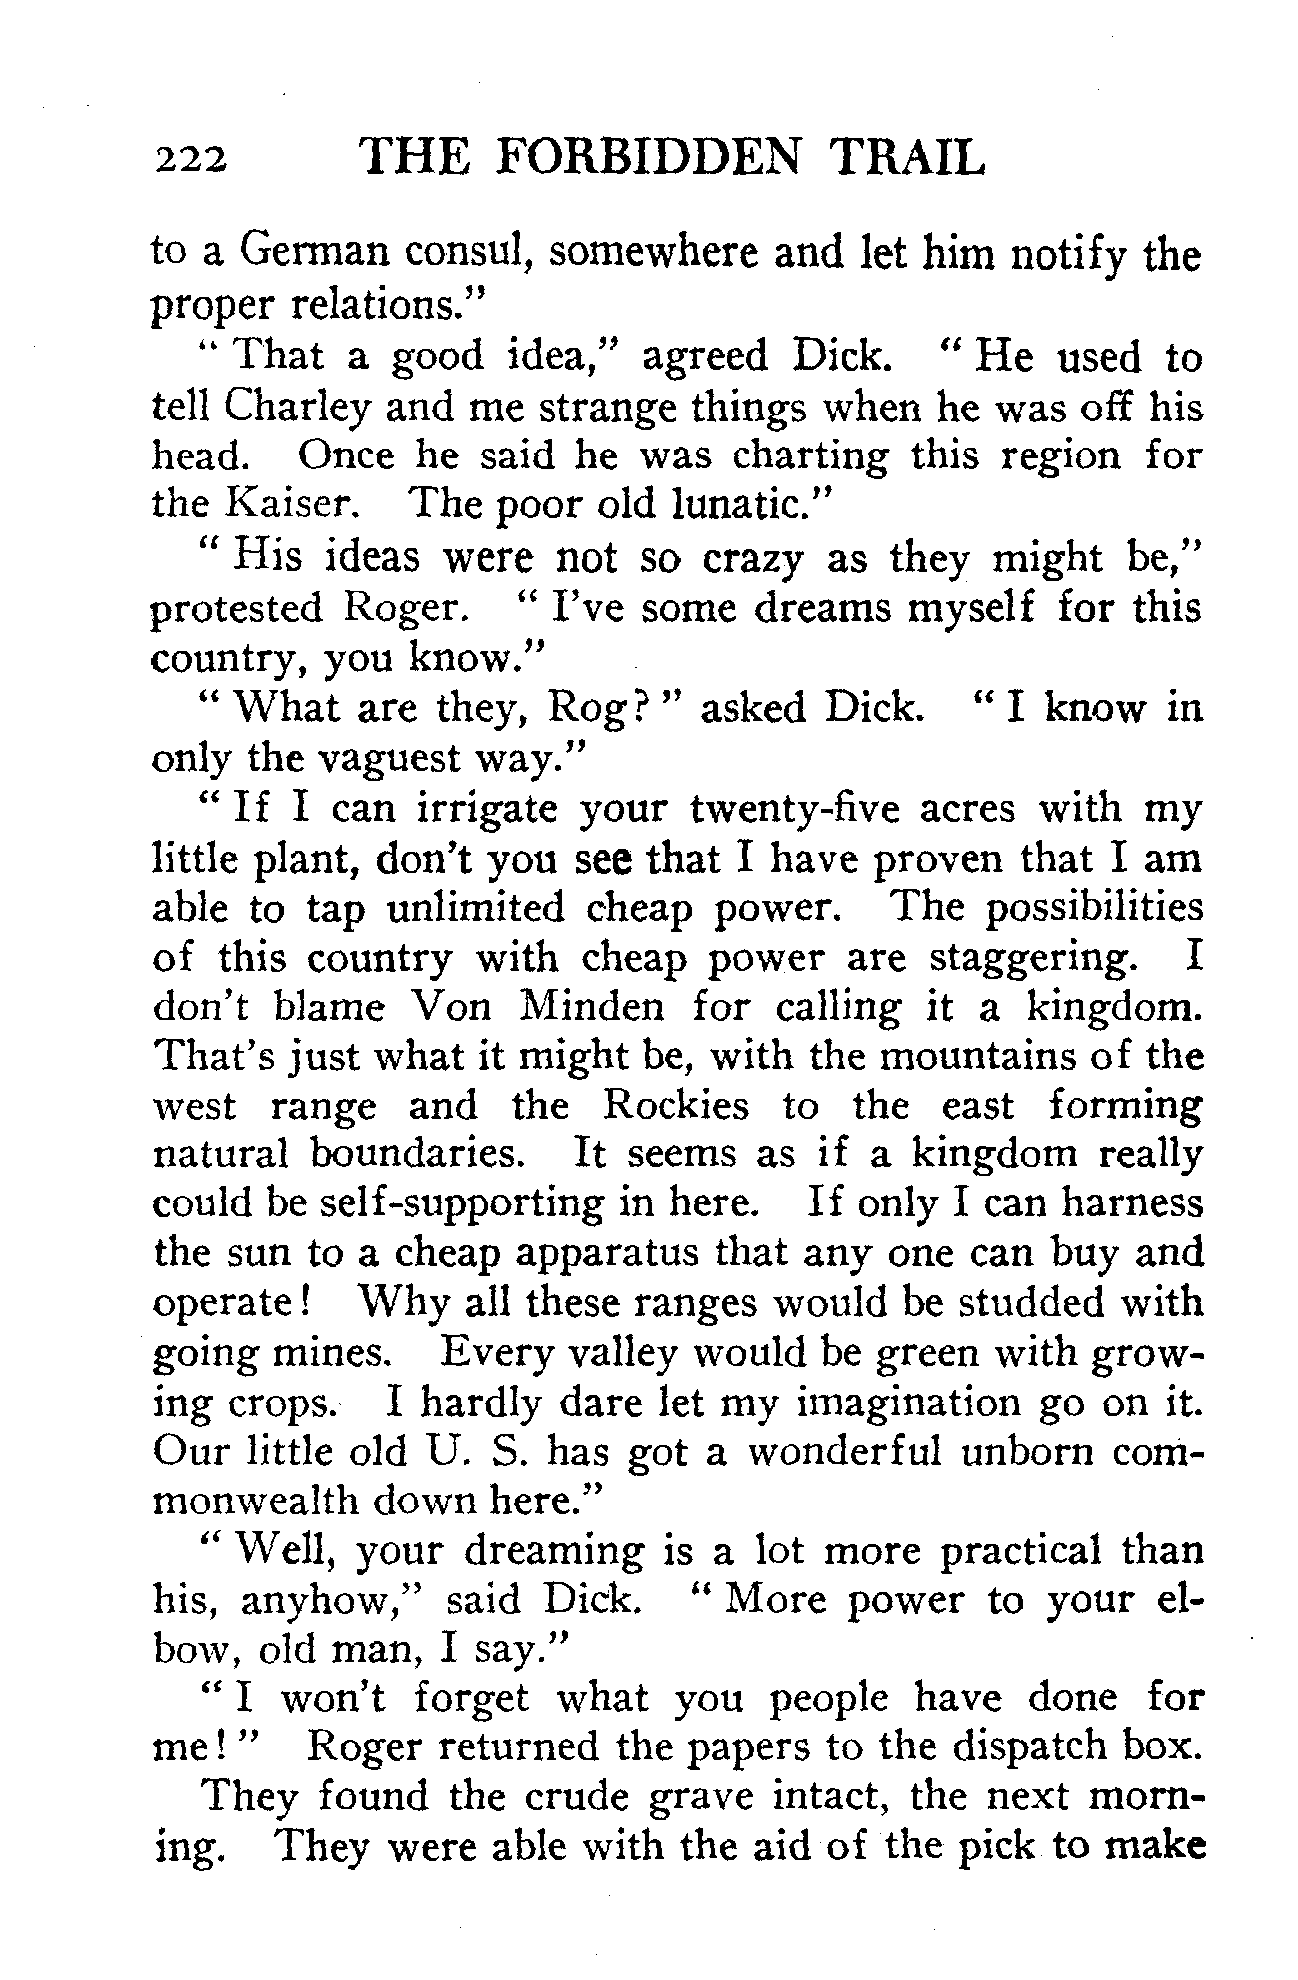 222 THE FORBIDDEN TRAIL
to a German consul, somewhere and let him notify the
proper relations."
" That a good idea," agreed Dick. " He used to
tell Charley and me strange things when he was off his
head. Once he said he was charting this region for
the Kaiser. The poor old lunatic."
" His ideas were not so crazy as they might be,"
protested Roger. " I've some dreams myself for this
country, you know."
" What are they, Rog? " asked Dick. " I know in
only the vaguest way."
" If I can irrigate your twenty-five acres with my
little plant, don't you see that I have proven that I am
able to tap unlimited cheap power. The possibilities
of this country with cheap power are staggering. I
don't blame Von Minden for calling it a kingdom.
That's just what it might be, with the mountains of the
west range and the Rockies to the east forming
natural boundaries. It seems as if a kingdom really
could be self-supporting in here. If only I can harness
the sun to a cheap apparatus that any one can buy and
operate! Why all these ranges would be studded with
going mines. Every valley would be green with grow-
ing crops. I hardly dare let my imagination go on it.
Our little old U. S. has got a wonderful unborn com-
monwealth down here."
" Well, your dreaming is a lot more practical than
his, anyhow," said Dick. " More power to your el-
bow, old man, I say."
" I won't forget what you people have done for
me! " Roger returned the papers to the dispatch box.
They found the crude grave intact, the next morn-
ing. They were able with the aid of the pick to make